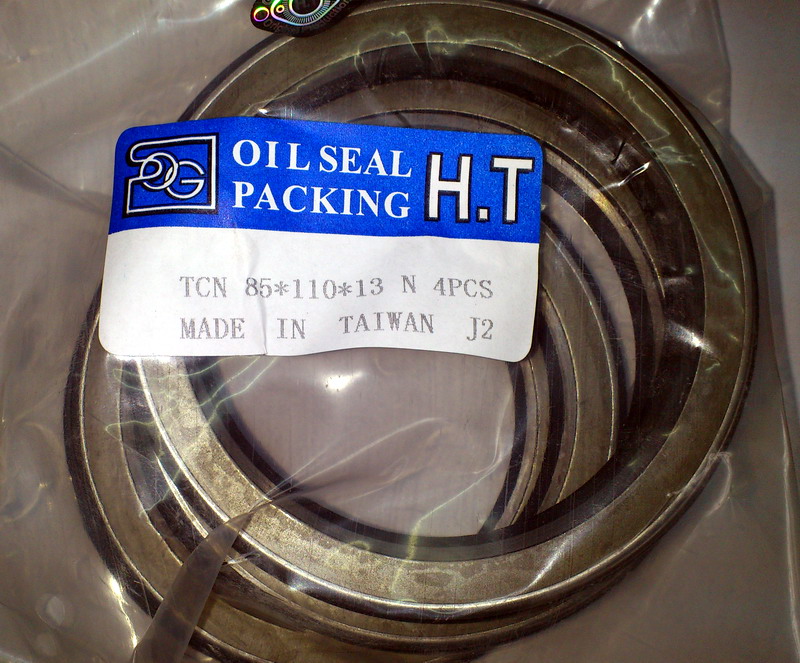 OIL SEAL
PACKING
H.T
TCN 85*110*13 N 4PCS
MADE IN TAIWAN J2